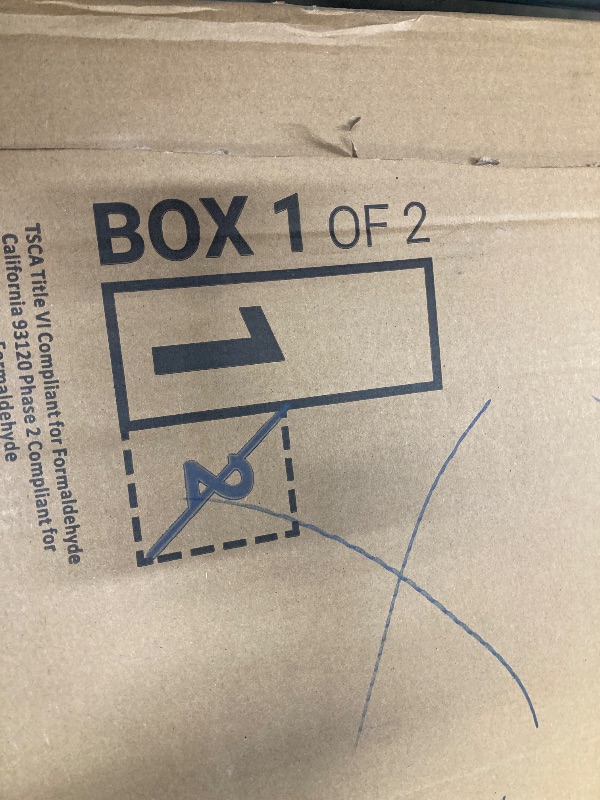 BOX 1 OF 2
1
2
TSCA Title VI Compliant for Formaldehyde
California 93120 Phase 2 Compliant for
Formaldehyde